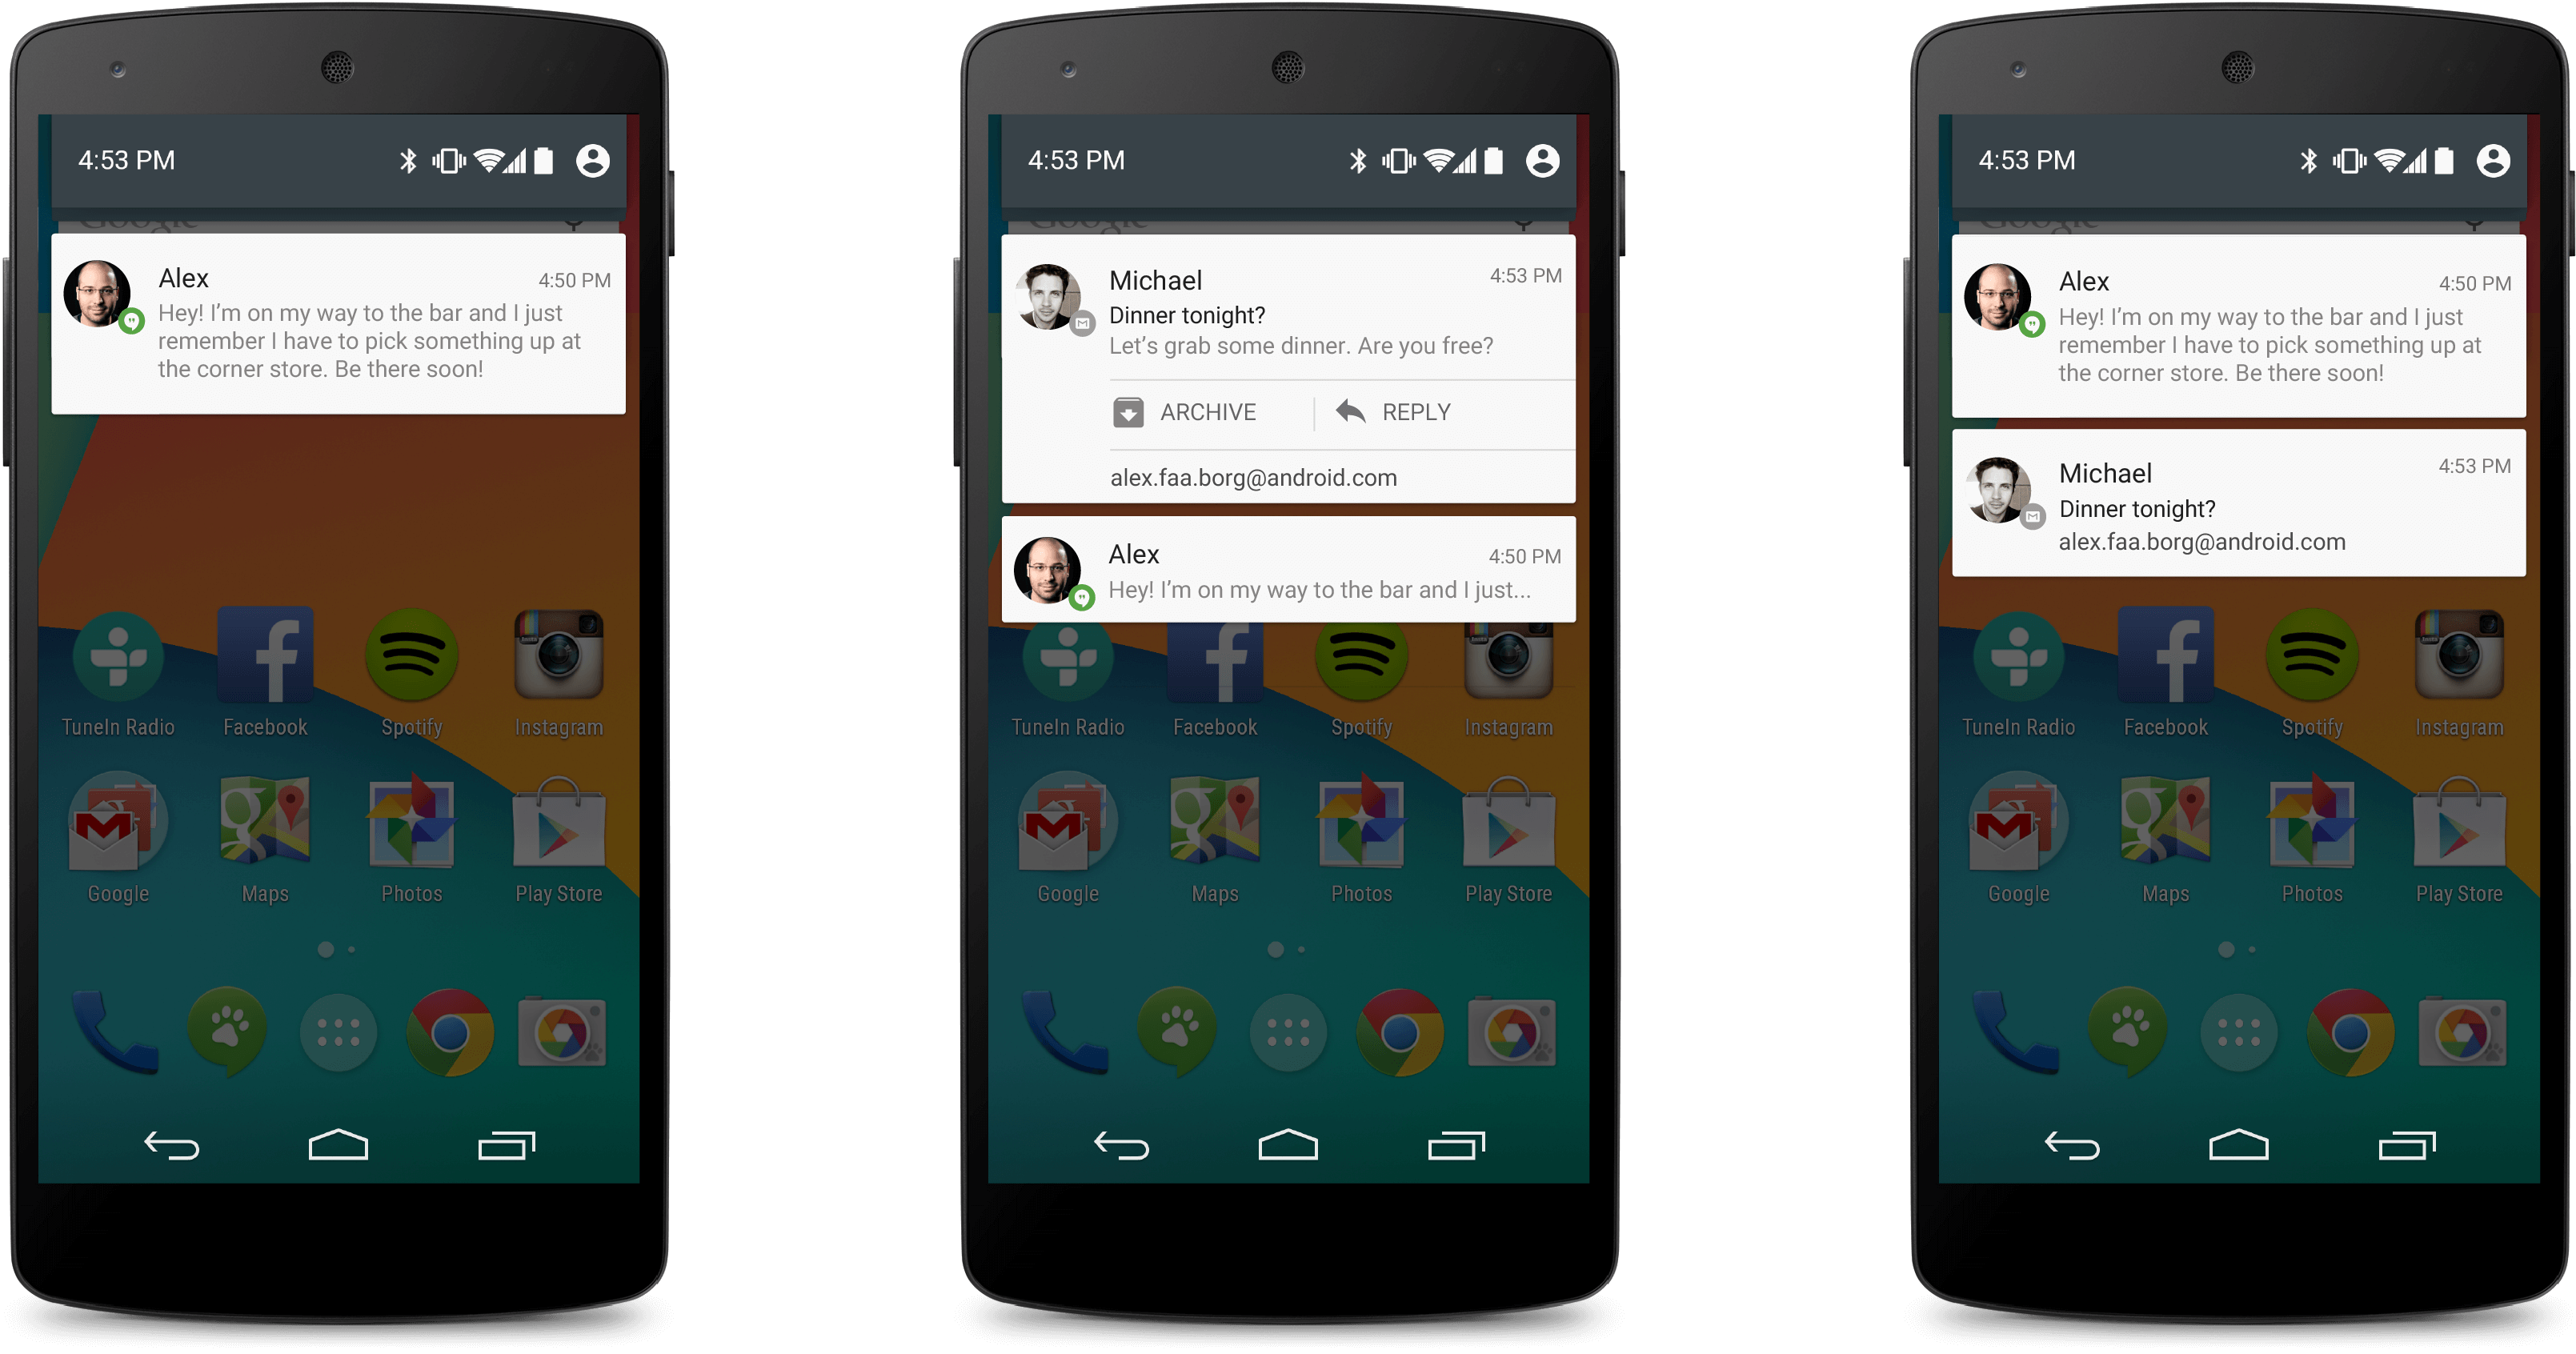 4:53 PM
Google
Alex
4:50 PM
Hey! I’m on my way to the bar and I just
remember I have to pick something up at
the corner store. Be there soon!
TuneIn Radio
Facebook
Spotify
Instagram
Google
Maps
Photos
Play Store
4:53 PM
Google
Michael
4:53 PM
Dinner tonight?
Let’s grab some dinner. Are you free?
ARCHIVE
REPLY
alex.faa.borg@android.com
Alex
4:50 PM
Hey! I’m on my way to the bar and I just...
TuneIn Radio
Facebook
Spotify
Instagram
Google
Maps
Photos
Play Store
4:53 PM
Google
Alex
4:50 PM
Hey! I’m on my way to the bar and I just
remember I have to pick something up at
the corner store. Be there soon!
Michael
4:53 PM
Dinner tonight?
alex.faa.borg@android.com
TuneIn Radio
Facebook
Spotify
Instagram
Google
Maps
Photos
Play Store